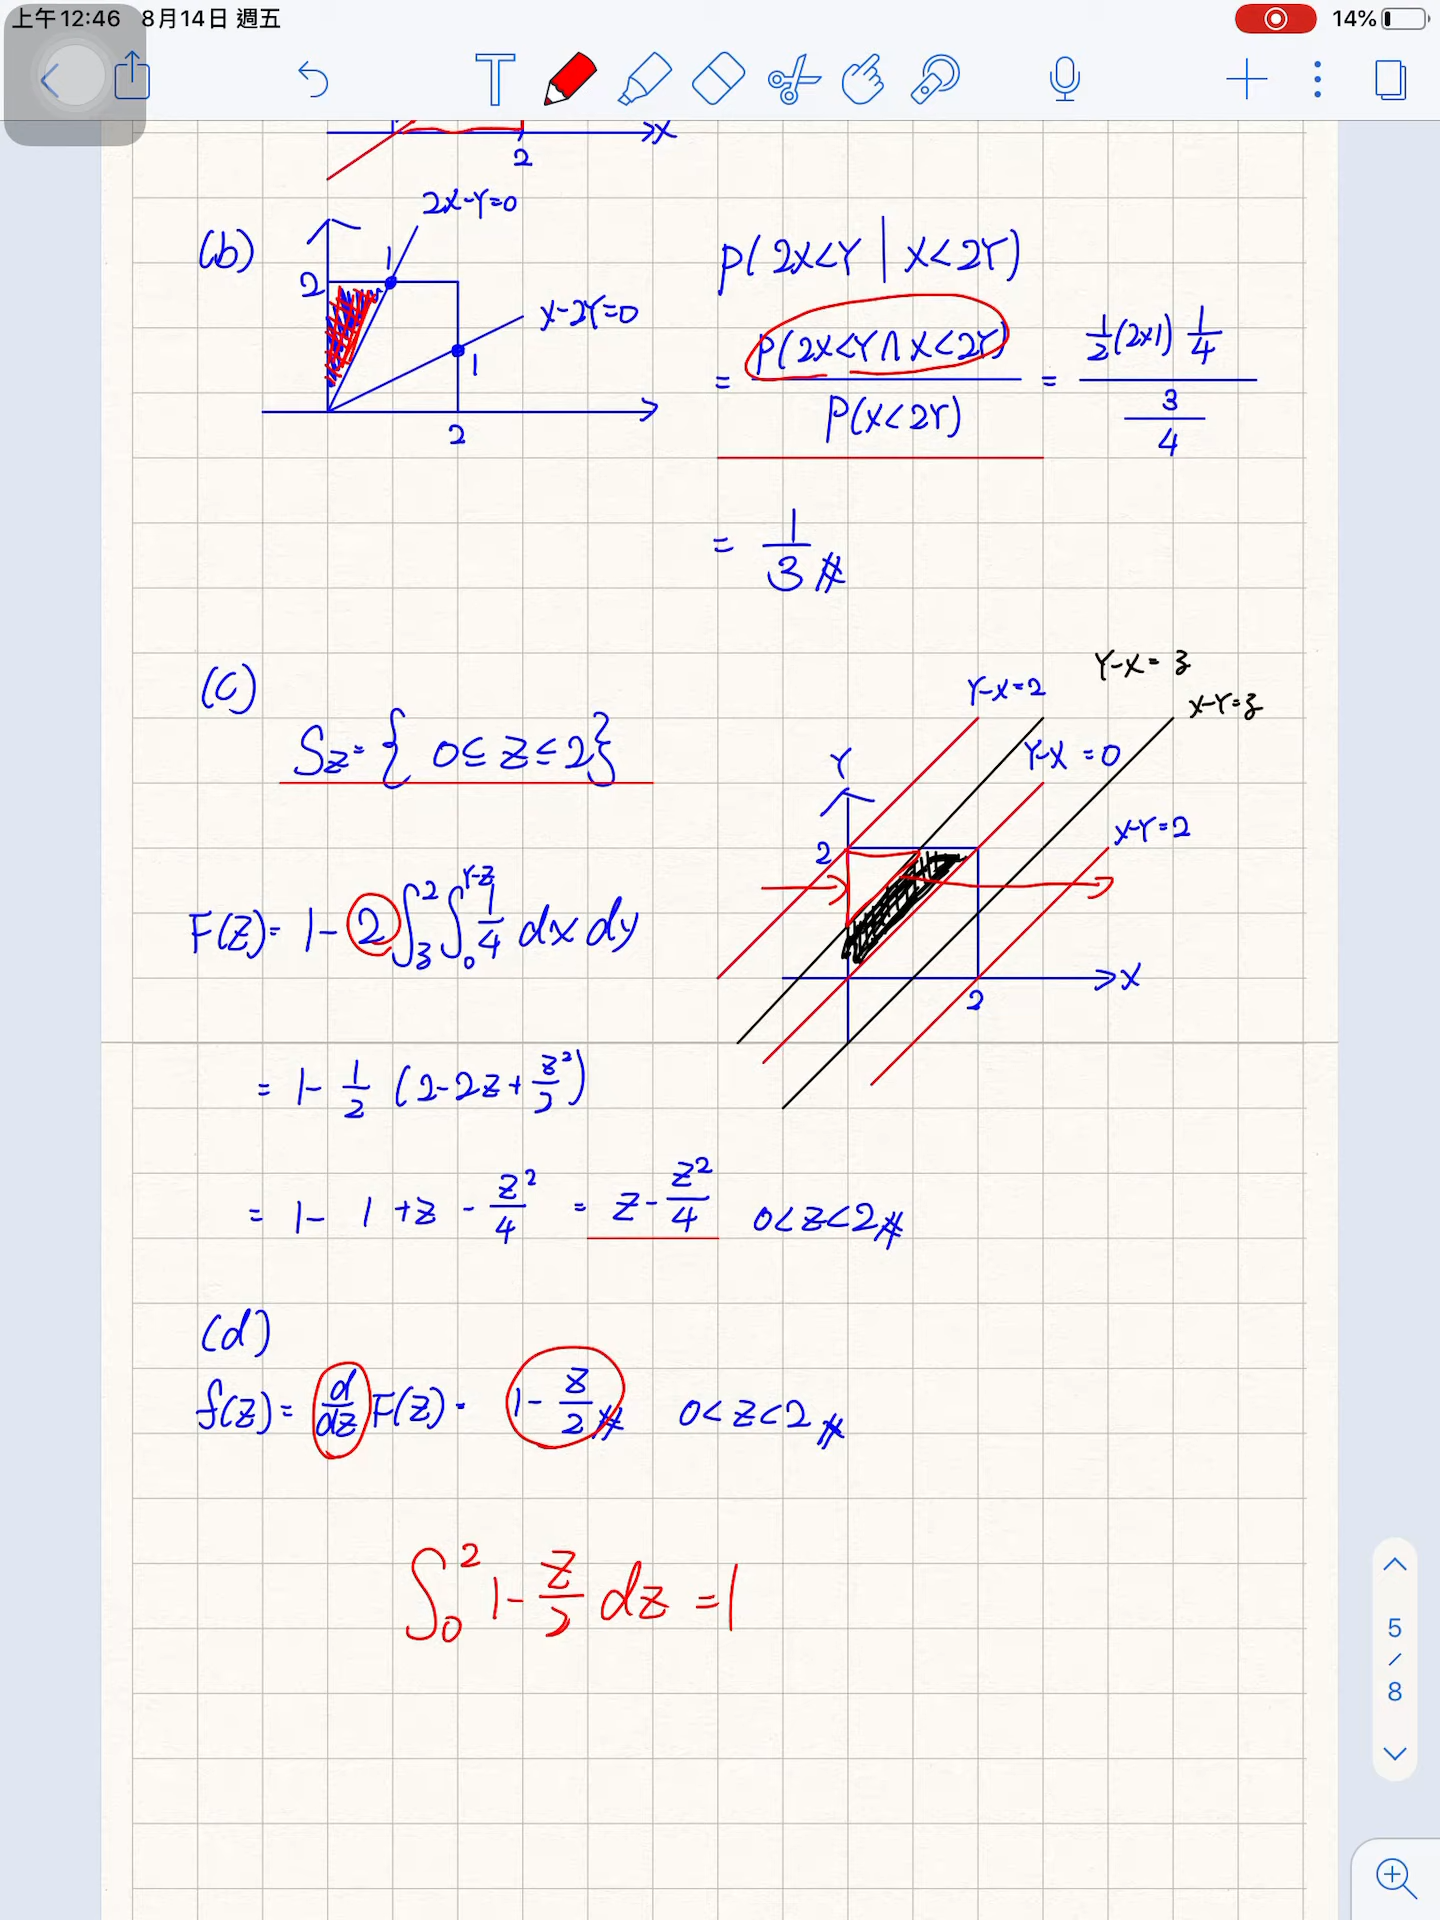 上午12:46 8月14日 週五
14%
X
2
(b)
2X-Y=0
1
2
X-2Y=0
1
2
P( 2X<Y | X<2Y)
= P(2X<Y∩X<2Y) / P(X<2Y) = 1/2 (2×1) 1/4 / 3/4
= 1/3 #
(c)
Sz = { 0≤z≤2}
Y-X=2
Y-X=z
X-Y=z
Y-X=0
X-Y=2
Y
2
X
2
F(Z)= 1-2∫_z^2 ∫_0^{Y-z} 1/4 dx dy
= 1- 1/2 (2-2z+ z²/2)
= 1- 1 +z - z²/4 = z- z²/4 0<z<2 #
(d)
f(z)= d/dz F(z) = 1- z/2 # 0<z<2 #
∫_0^2 1- z/2 dz =1
5
/
8